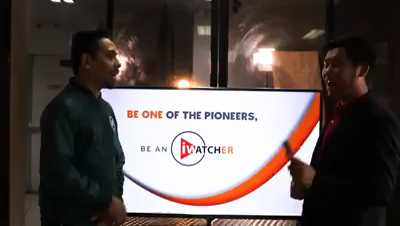 BE ONE OF THE PIONEERS,
BE AN iWATCHER